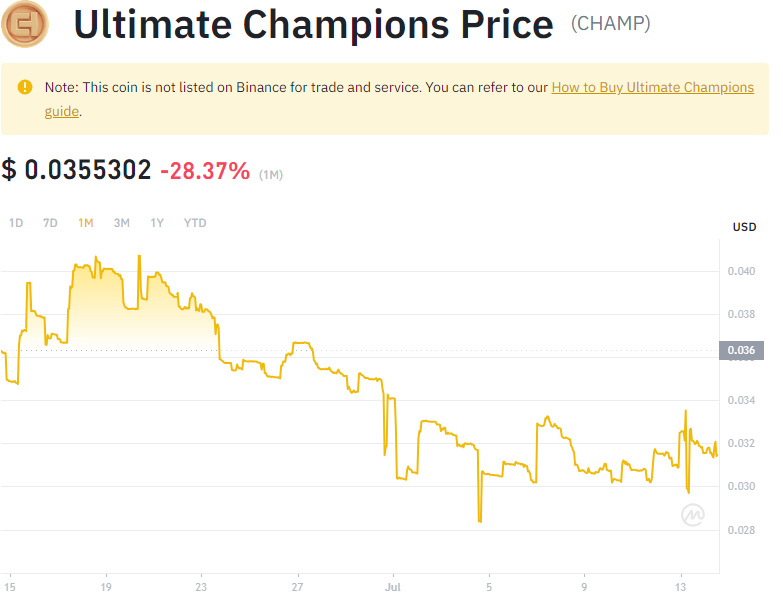 Ultimate Champions Price (CHAMP)
Note: This coin is not listed on Binance for trade and service. You can refer to our How to Buy Ultimate Champions
guide.
$ 0.0355302 -28.37% (1M)
1D 7D 1M 3M 1Y YTD
USD
0.040
0.038
0.036
0.034
0.032
0.030
0.028
15 19 23 27 Jul 5 9 13